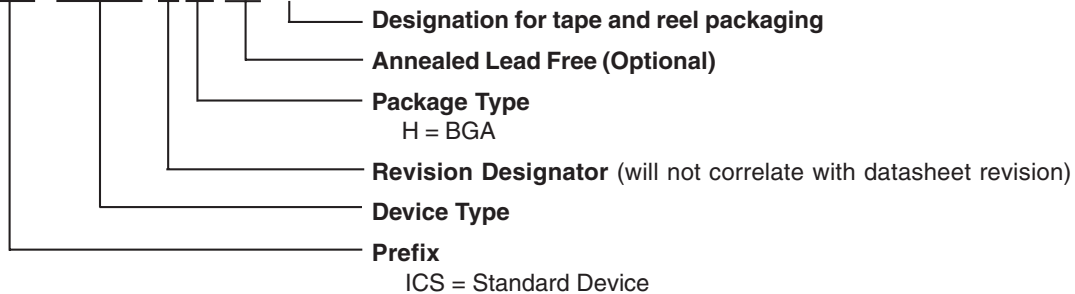 Designation for tape and reel packaging
Annealed Lead Free (Optional)
Package Type
H = BGA
Revision Designator (will not correlate with datasheet revision)
Device Type
Prefix
ICS = Standard Device